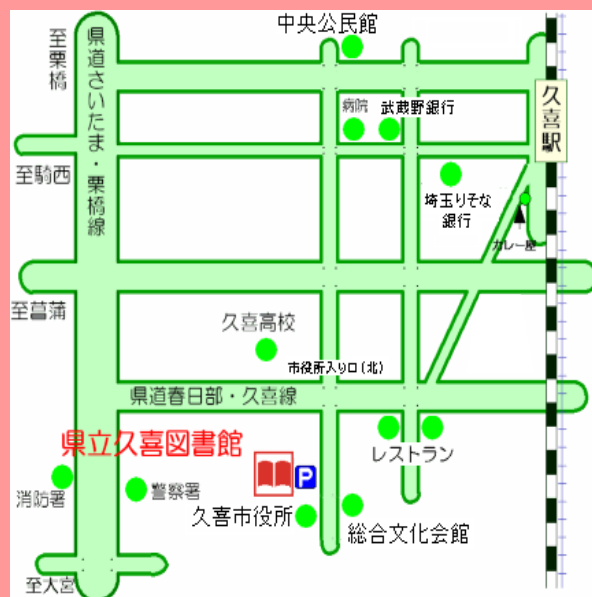 中央公民館
至栗橋
県道さいたま・栗橋線
久喜駅
病院
武蔵野銀行
至騎西
埼玉りそな
銀行
カレー屋
至菖蒲
久喜高校
市役所入り口(北)
県道春日部・久喜線
県立久喜図書館
レストラン
消防署
警察署
P
久喜市役所
総合文化会館
至大宮